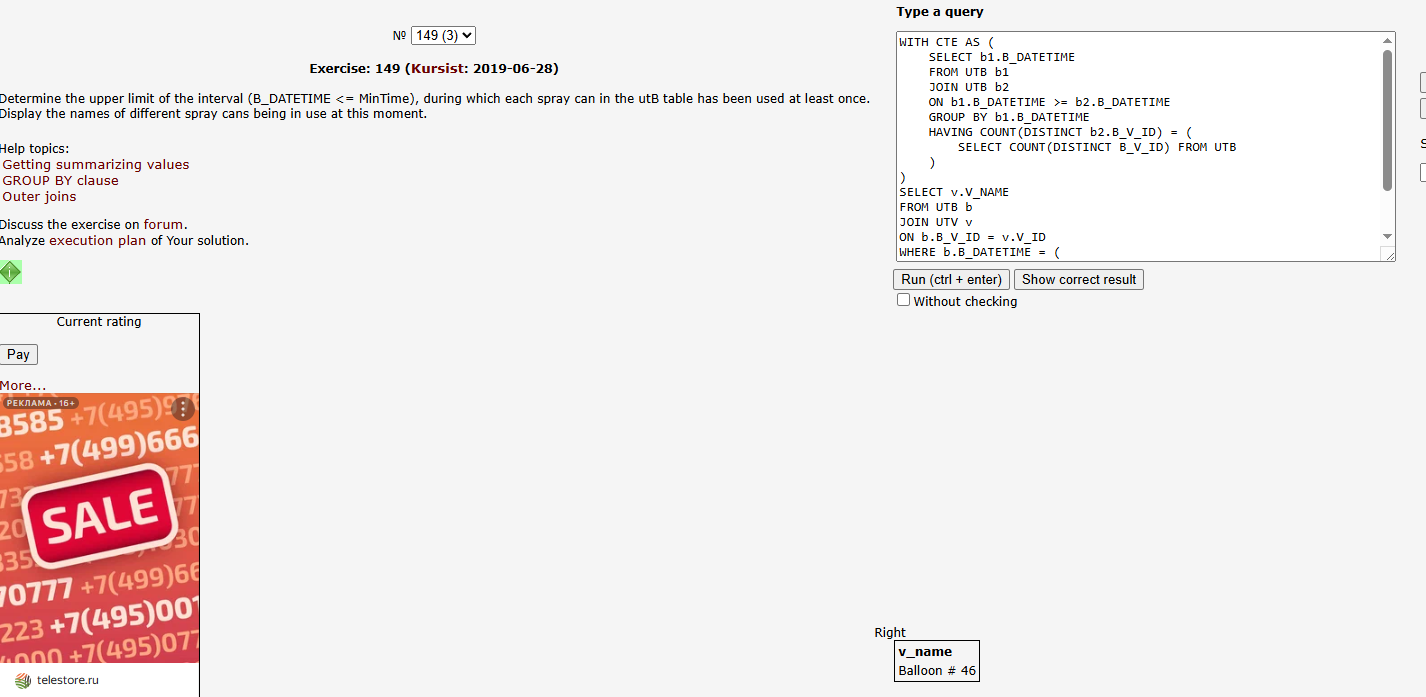 № 149 (3)
Exercise: 149 (Kursist: 2019-06-28)
Determine the upper limit of the interval (B_DATETIME <= MinTime), during which each spray can in the utB table has been used at least once.
Display the names of different spray cans being in use at this moment.
Help topics:
Getting summarizing values
GROUP BY clause
Outer joins
Discuss the exercise on forum.
Analyze execution plan of Your solution.
Current rating
Pay
More...
РЕКЛАМА • 16+
8585 +7(495)976
+7(499)666
SALE
70777 +7(499)66
223 +7(495)001
4000 +7(495)077
telestore.ru
Type a query
WITH CTE AS (
SELECT b1.B_DATETIME
FROM UTB b1
JOIN UTB b2
ON b1.B_DATETIME >= b2.B_DATETIME
GROUP BY b1.B_DATETIME
HAVING COUNT(DISTINCT b2.B_V_ID) = (
SELECT COUNT(DISTINCT B_V_ID) FROM UTB
)
)
SELECT v.V_NAME
FROM UTB b
JOIN UTV v
ON b.B_V_ID = v.V_ID
WHERE b.B_DATETIME = (
Run (ctrl + enter) Show correct result
Without checking
Right
v_name
Balloon # 46